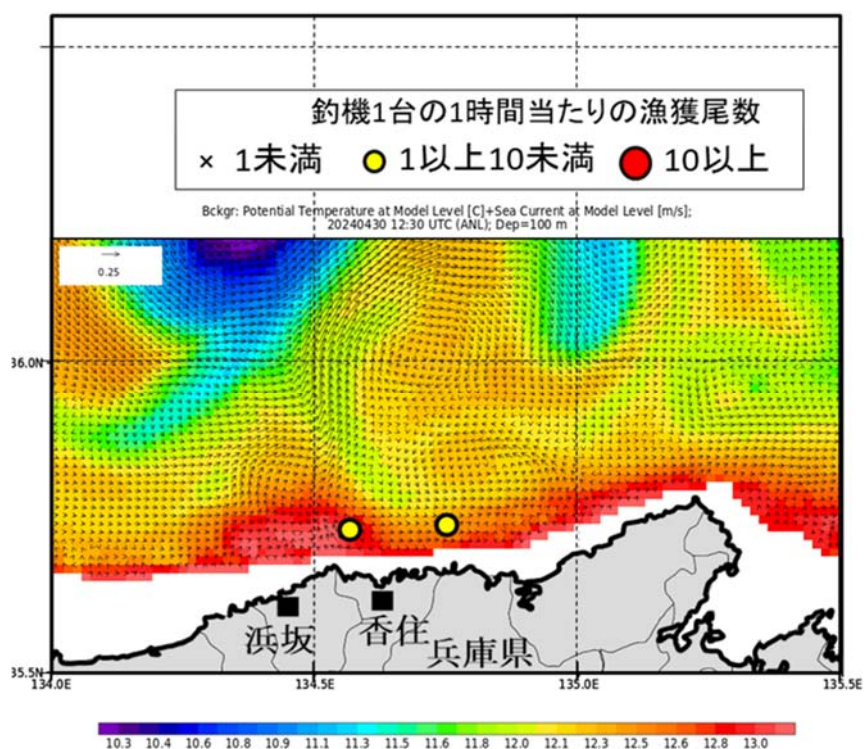 釣機1台の1時間当たりの漁獲尾数
× 1未満 1以上10未満 10以上
Bckgr: Potential Temperature at Model Level [C]+Sea Current at Model Level [m/s];
20240430 12:30 UTC (ANL); Dep=100 m
0.25
36.0N
浜坂 香住 兵庫県
35.5N
134.0E 134.5E 135.0E 135.5E
10.3 10.4 10.6 10.8 10.9 11.1 11.3 11.5 11.6 11.8 12.0 12.1 12.3 12.5 12.6 12.8 13.0